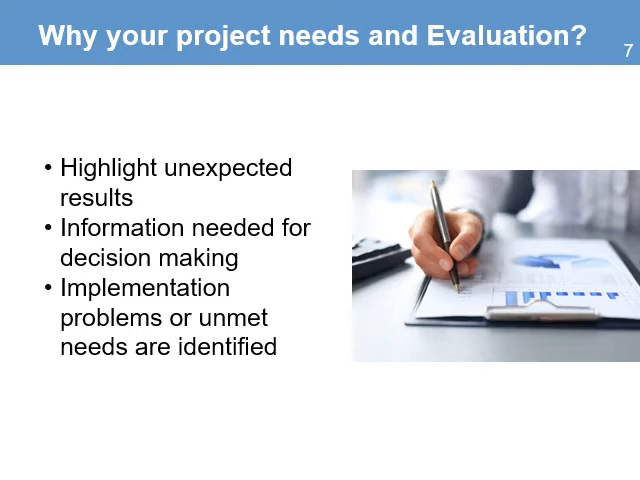 Why your project needs and Evaluation?
7
• Highlight unexpected
results
• Information needed for
decision making
• Implementation
problems or unmet
needs are identified